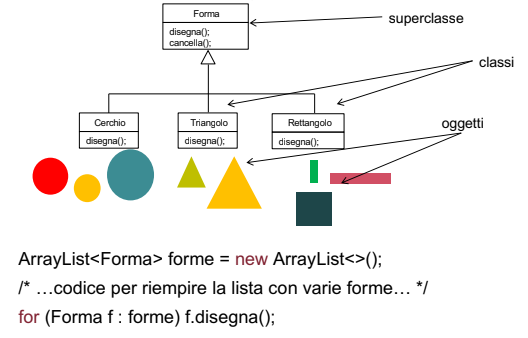 Forma
superclasse
disegna();
cancella();
classi
Cerchio
Triangolo
Rettangolo
oggetti
disegna();
disegna();
disegna();
ArrayList<Forma> forme = new ArrayList<>();
/* …codice per riempire la lista con varie forme… */
for (Forma f : forme) f.disegna();